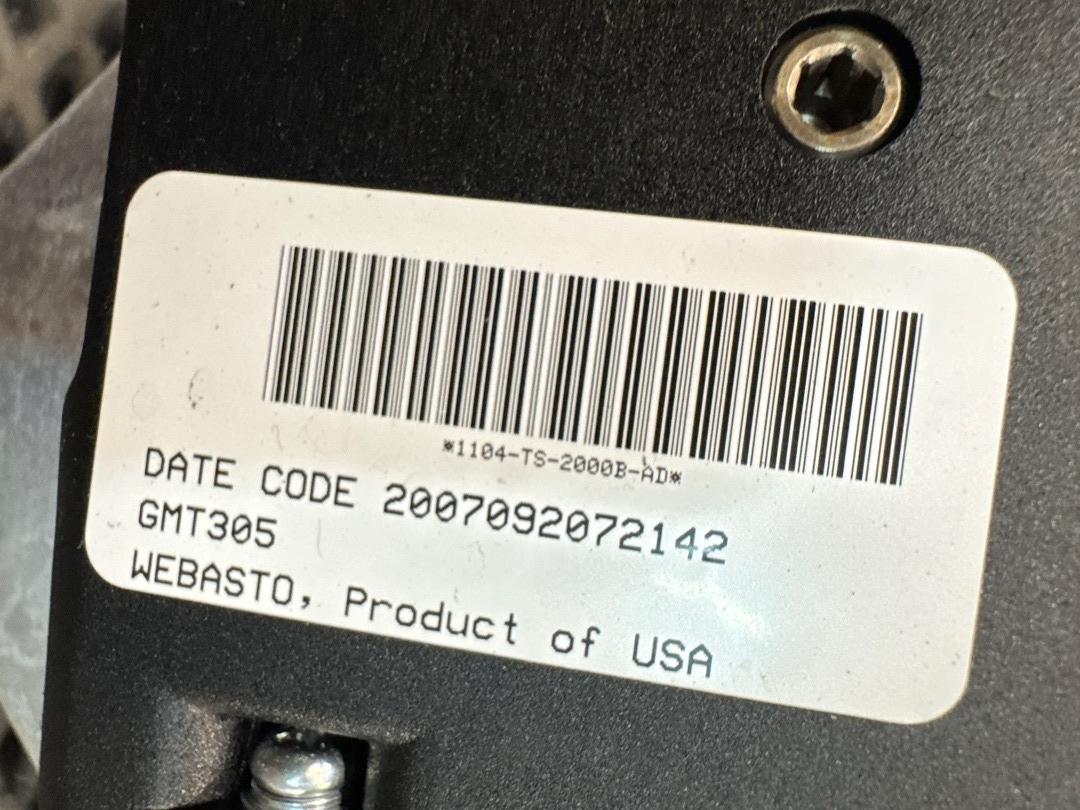 *1104-TS-2000B-AD*
DATE CODE 2007092072142
GMT305
WEBASTO, Product of USA